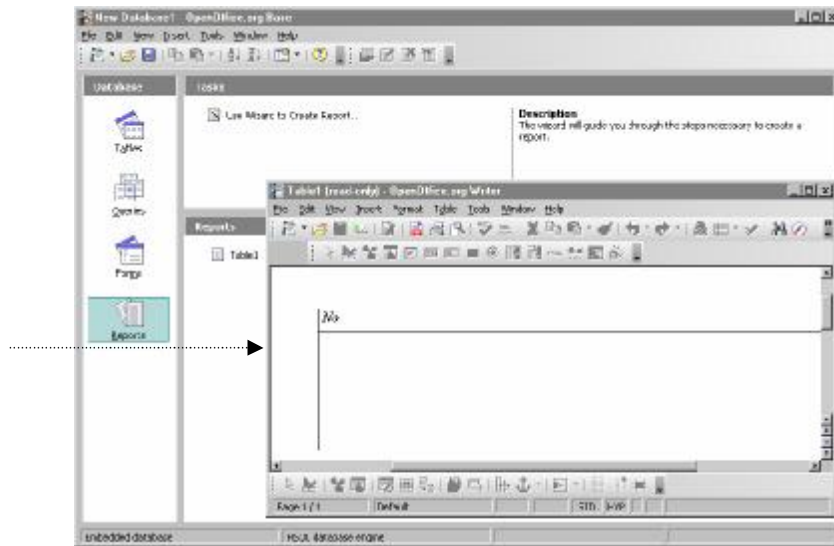 New Database1 - OpenOffice.org Base
File Edit View Insert Tools Window Help
Database
Tasks
Use Wizard to Create Report...
Description
The wizard will guide you through the steps necessary to create a
report.
Tables
Queries
Forms
Reports
Reports
Table1
Table1 (read-only) - OpenOffice.org Writer
File Edit View Insert Format Table Tools Window Help
No
Page 1 / 1 Default STD HYP
Embedded database HSQL database engine